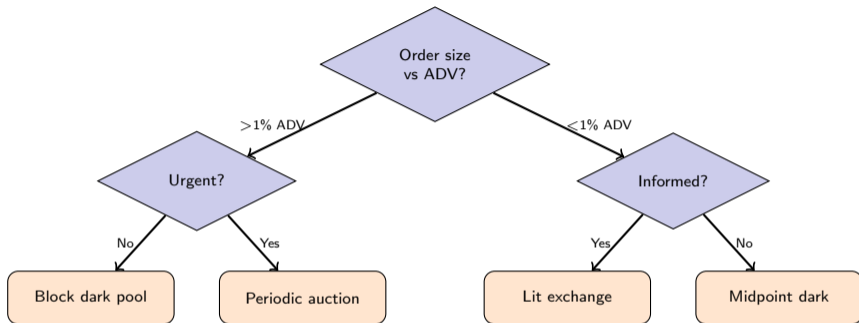 Order size
vs ADV?
>1% ADV
<1% ADV
Urgent?
Informed?
No
Yes
Yes
No
Block dark pool
Periodic auction
Lit exchange
Midpoint dark